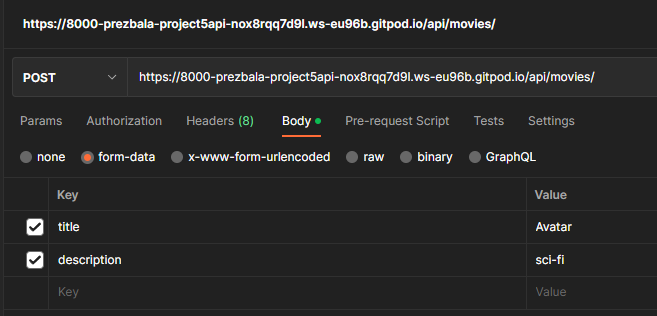 https://8000-prezbala-project5api-nox8rqq7d9l.ws-eu96b.gitpod.io/api/movies/
POST https://8000-prezbala-project5api-nox8rqq7d9l.ws-eu96b.gitpod.io/api/movies/
Params Authorization Headers (8) Body Pre-request Script Tests Settings
none form-data x-www-form-urlencoded raw binary GraphQL
Key Value
title Avatar
description sci-fi
Key Value